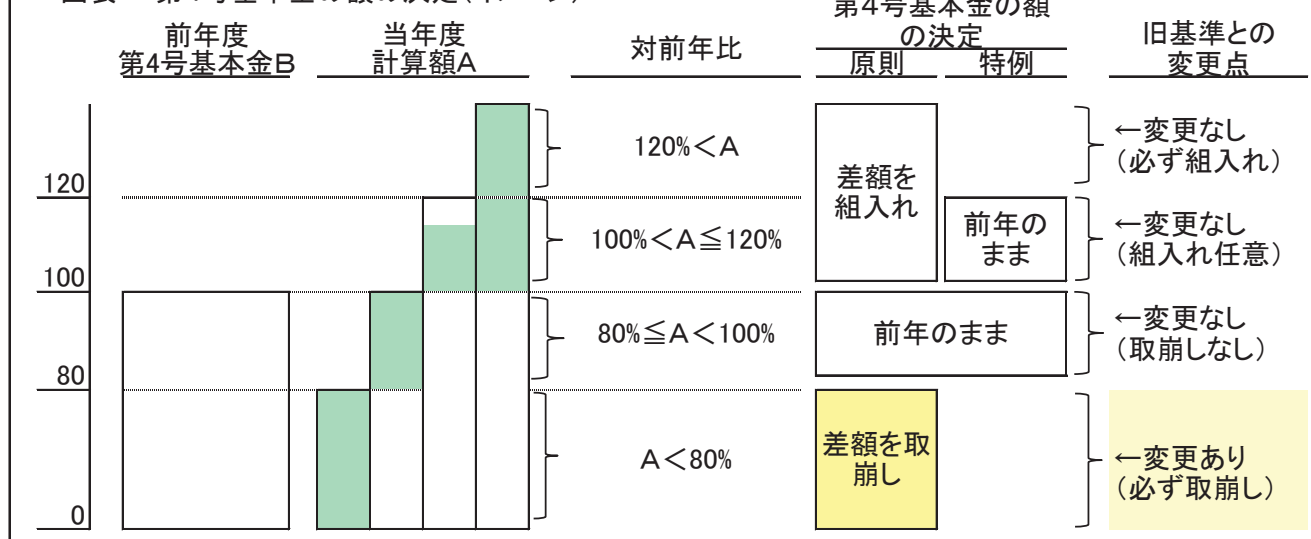 前年度
第4号基本金B
当年度
計算額A
対前年比
第4号基本金の額
の決定
原則
特例
旧基準との
変更点
120
100
80
0
120%<A
100%<A≦120%
80%≦A<100%
A<80%
差額を
組入れ
前年の
まま
前年のまま
差額を取
崩し
←変更なし
(必ず組入れ)
←変更なし
(組入れ任意)
←変更なし
(取崩しなし)
←変更あり
(必ず取崩し)